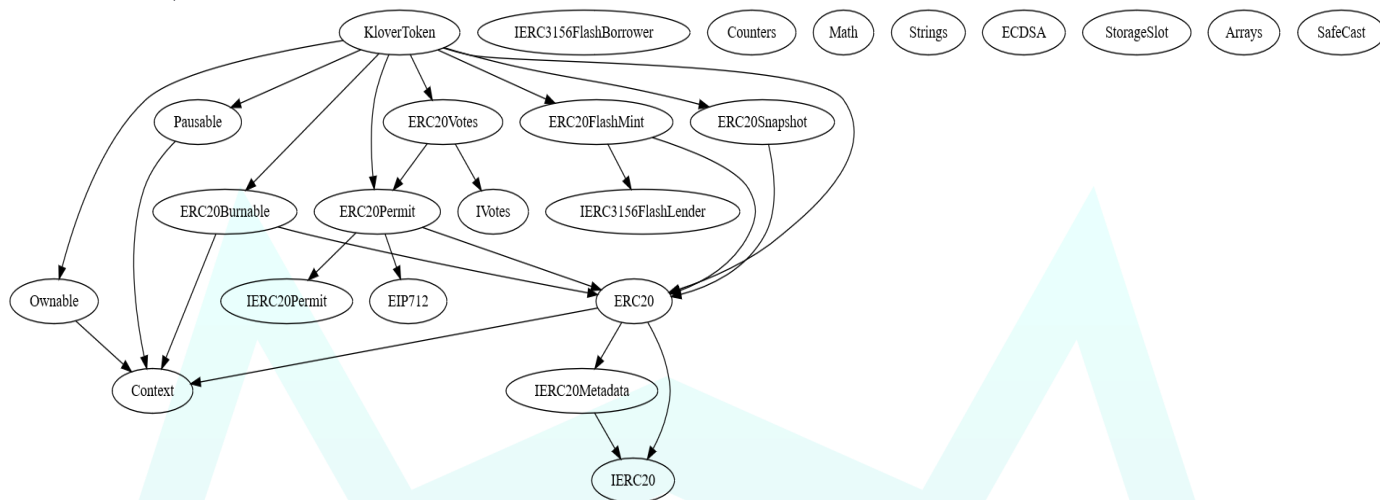 KloverToken IERC3156FlashBorrower Counters Math Strings ECDSA StorageSlot Arrays SafeCast
Pausable ERC20Votes ERC20FlashMint ERC20Snapshot
ERC20Burnable ERC20Permit IVotes IERC3156FlashLender
Ownable IERC20Permit EIP712 ERC20
Context IERC20Metadata
IERC20